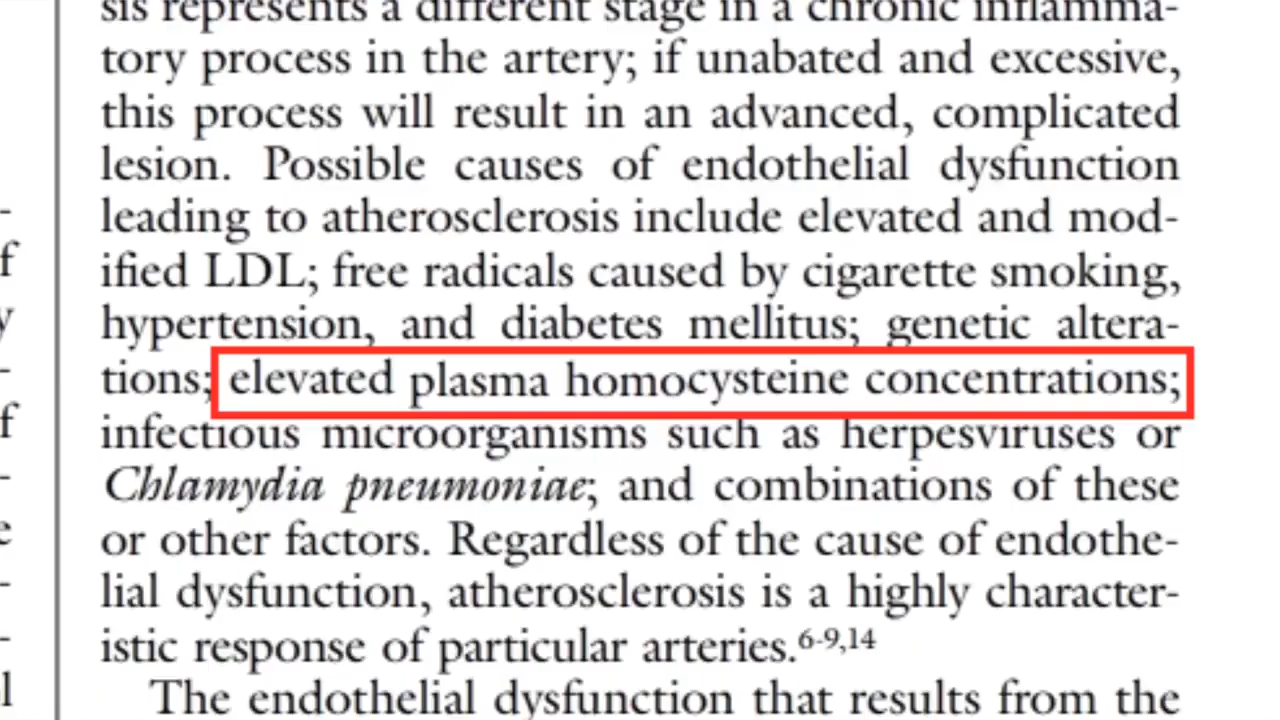 sis represents a different stage in a chronic inflamma-
tory process in the artery; if unabated and excessive,
this process will result in an advanced, complicated
lesion. Possible causes of endothelial dysfunction
leading to atherosclerosis include elevated and mod-
ified LDL; free radicals caused by cigarette smoking,
hypertension, and diabetes mellitus; genetic altera-
tions; elevated plasma homocysteine concentrations;
infectious microorganisms such as herpesviruses or
Chlamydia pneumoniae; and combinations of these
or other factors. Regardless of the cause of endothe-
lial dysfunction, atherosclerosis is a highly character-
istic response of particular arteries.6-9,14
The endothelial dysfunction that results from the